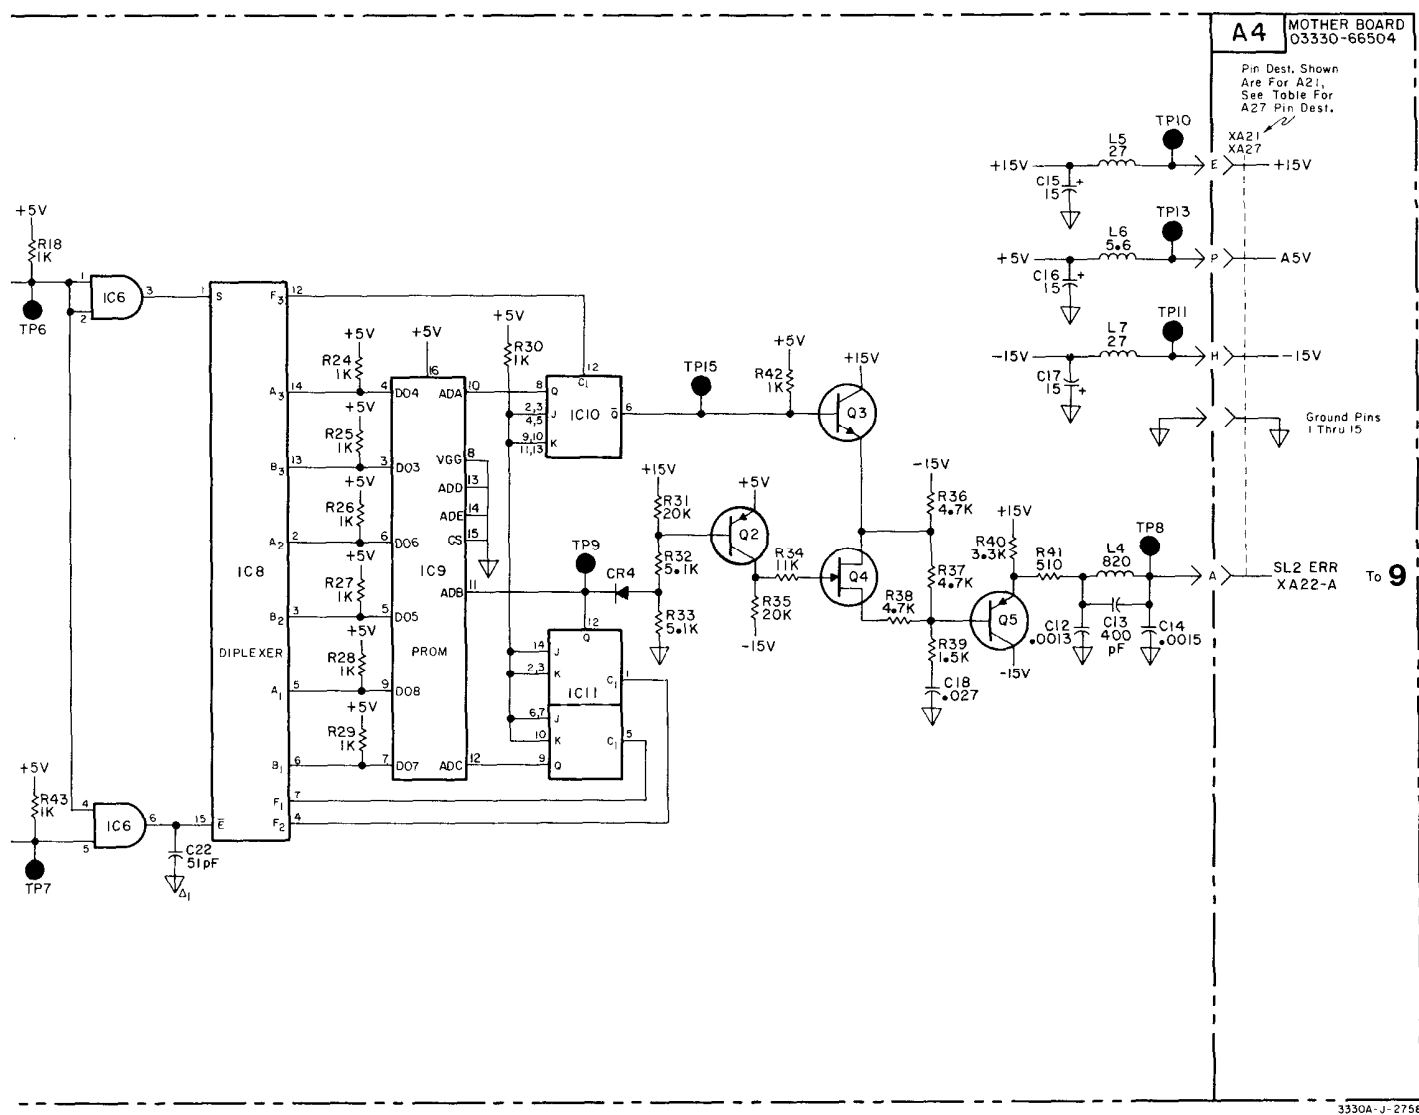 A4
MOTHER BOARD
03330-66504
Pin Dest. Shown
Are For A21,
See Table For
A27 Pin Dest.
XA21
XA27
TP10
L5
27
+15V
C15
15
+
E
+15V
TP13
L6
5.6
+5V
C16
15
+
P
A5V
TP11
L7
27
-15V
C17
15
+
H
-15V
Ground Pins
1 Thru 15
+5V
R18
1K
TP6
1
2
IC6
3
1
S
F3
12
+5V
R24
1K
A3
14
4
DO4
+5V
R25
1K
B3
13
3
DO3
+5V
R26
1K
A2
2
6
DO6
+5V
R27
1K
B2
3
5
DO5
+5V
R28
1K
A1
5
9
DO8
+5V
R29
1K
B1
6
7
DO7
F1
7
F2
4
IC8
DIPLEXER
+5V
16
ADA
10
VGG
8
ADD
13
ADE
14
CS
15
IC9
ADB
11
PROM
ADC
12
+5V
R30
1K
12
C1
8
Q
2,3
J
4,5
9,10
K
11,13
IC10
Q
6
TP15
+5V
R42
1K
+15V
Q3
+15V
R31
20K
R32
5.1K
R33
5.1K
TP9
CR4
+5V
Q2
R34
11K
R35
20K
-15V
Q4
-15V
R36
4.7K
R37
4.7K
R38
4.7K
R39
1.5K
C18
.027
+15V
R40
3.3K
Q5
-15V
R41
510
L4
820
TP8
C12
.0013
C13
400
pF
C14
.0015
A
SL2 ERR
XA22-A
To 9
12
Q
14
J
2,3
K
C1
1
IC11
6,7
J
10
K
C1
5
9
Q
+5V
R43
1K
TP7
4
5
IC6
6
15
E
C22
51pF
Δ1
3330A-J-2758